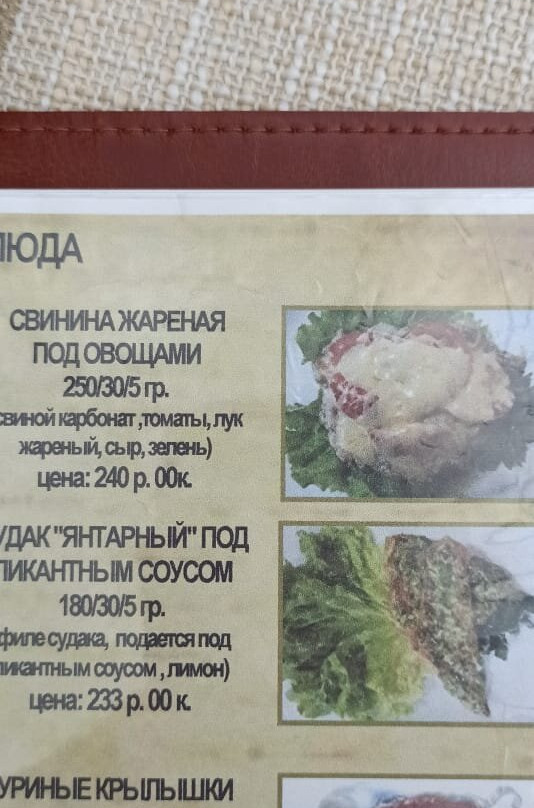 ЛЮДА
СВИНИНА ЖАРЕНАЯ
ПОД ОВОЩАМИ
250/30/5 гр.
свиной карбонат ,томаты, лук
жареный, сыр, зелень)
цена: 240 р. 00к.
УДАК "ЯНТАРНЫЙ" ПОД
ПИКАНТНЫМ СОУСОМ
180/30/5 гр.
филе судака, подается под
пикантным соусом , лимон)
цена: 233 р. 00 к.
УРИНЫЕ КРЫЛЫШКИ